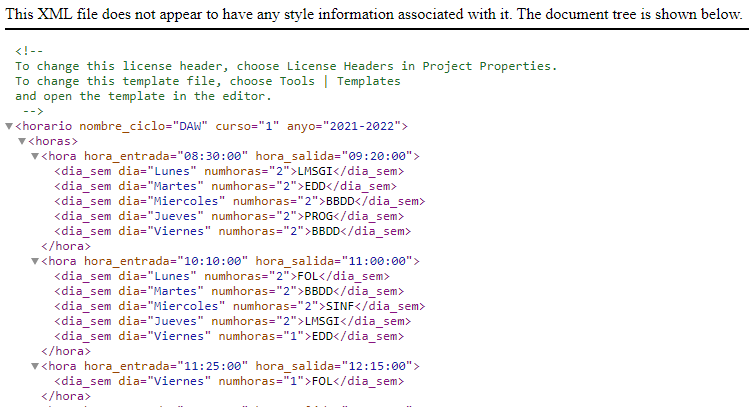 This XML file does not appear to have any style information associated with it. The document tree is shown below.
<!--
To change this license header, choose License Headers in Project Properties.
To change this template file, choose Tools | Templates
and open the template in the editor.
-->
▼<horario nombre_ciclo="DAW" curso="1" anyo="2021-2022">
▼<horas>
▼<hora hora_entrada="08:30:00" hora_salida="09:20:00">
<dia_sem dia="Lunes" numhoras="2">LMSGI</dia_sem>
<dia_sem dia="Martes" numhoras="2">EDD</dia_sem>
<dia_sem dia="Miercoles" numhoras="2">BBDD</dia_sem>
<dia_sem dia="Jueves" numhoras="2">PROG</dia_sem>
<dia_sem dia="Viernes" numhoras="2">BBDD</dia_sem>
</hora>
▼<hora hora_entrada="10:10:00" hora_salida="11:00:00">
<dia_sem dia="Lunes" numhoras="2">FOL</dia_sem>
<dia_sem dia="Martes" numhoras="2">BBDD</dia_sem>
<dia_sem dia="Miercoles" numhoras="2">SINF</dia_sem>
<dia_sem dia="Jueves" numhoras="2">LMSGI</dia_sem>
<dia_sem dia="Viernes" numhoras="1">EDD</dia_sem>
</hora>
▼<hora hora_entrada="11:25:00" hora_salida="12:15:00">
<dia_sem dia="Viernes" numhoras="1">FOL</dia_sem>
</hora>